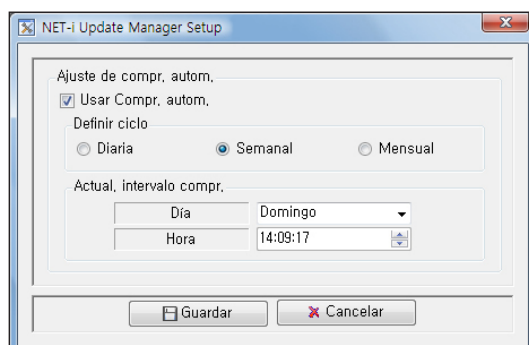 NET-i Update Manager Setup
Ajuste de compr. autom.
Usar Compr. autom.
Definir ciclo
Diaria Semanal Mensual
Actual. intervalo compr.
Día Domingo
Hora 14:09:17
Guardar Cancelar